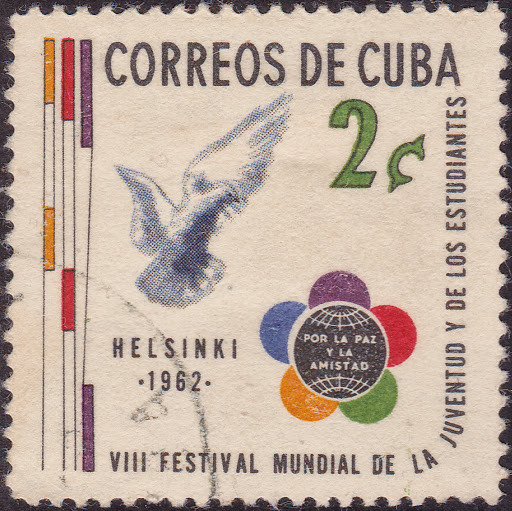 CORREOS DE CUBA
2¢
HELSINKI
·1962·
POR LA PAZ
Y LA
AMISTAD
VIII FESTIVAL MUNDIAL DE LA JUVENTUD Y DE LOS ESTUDIANTES